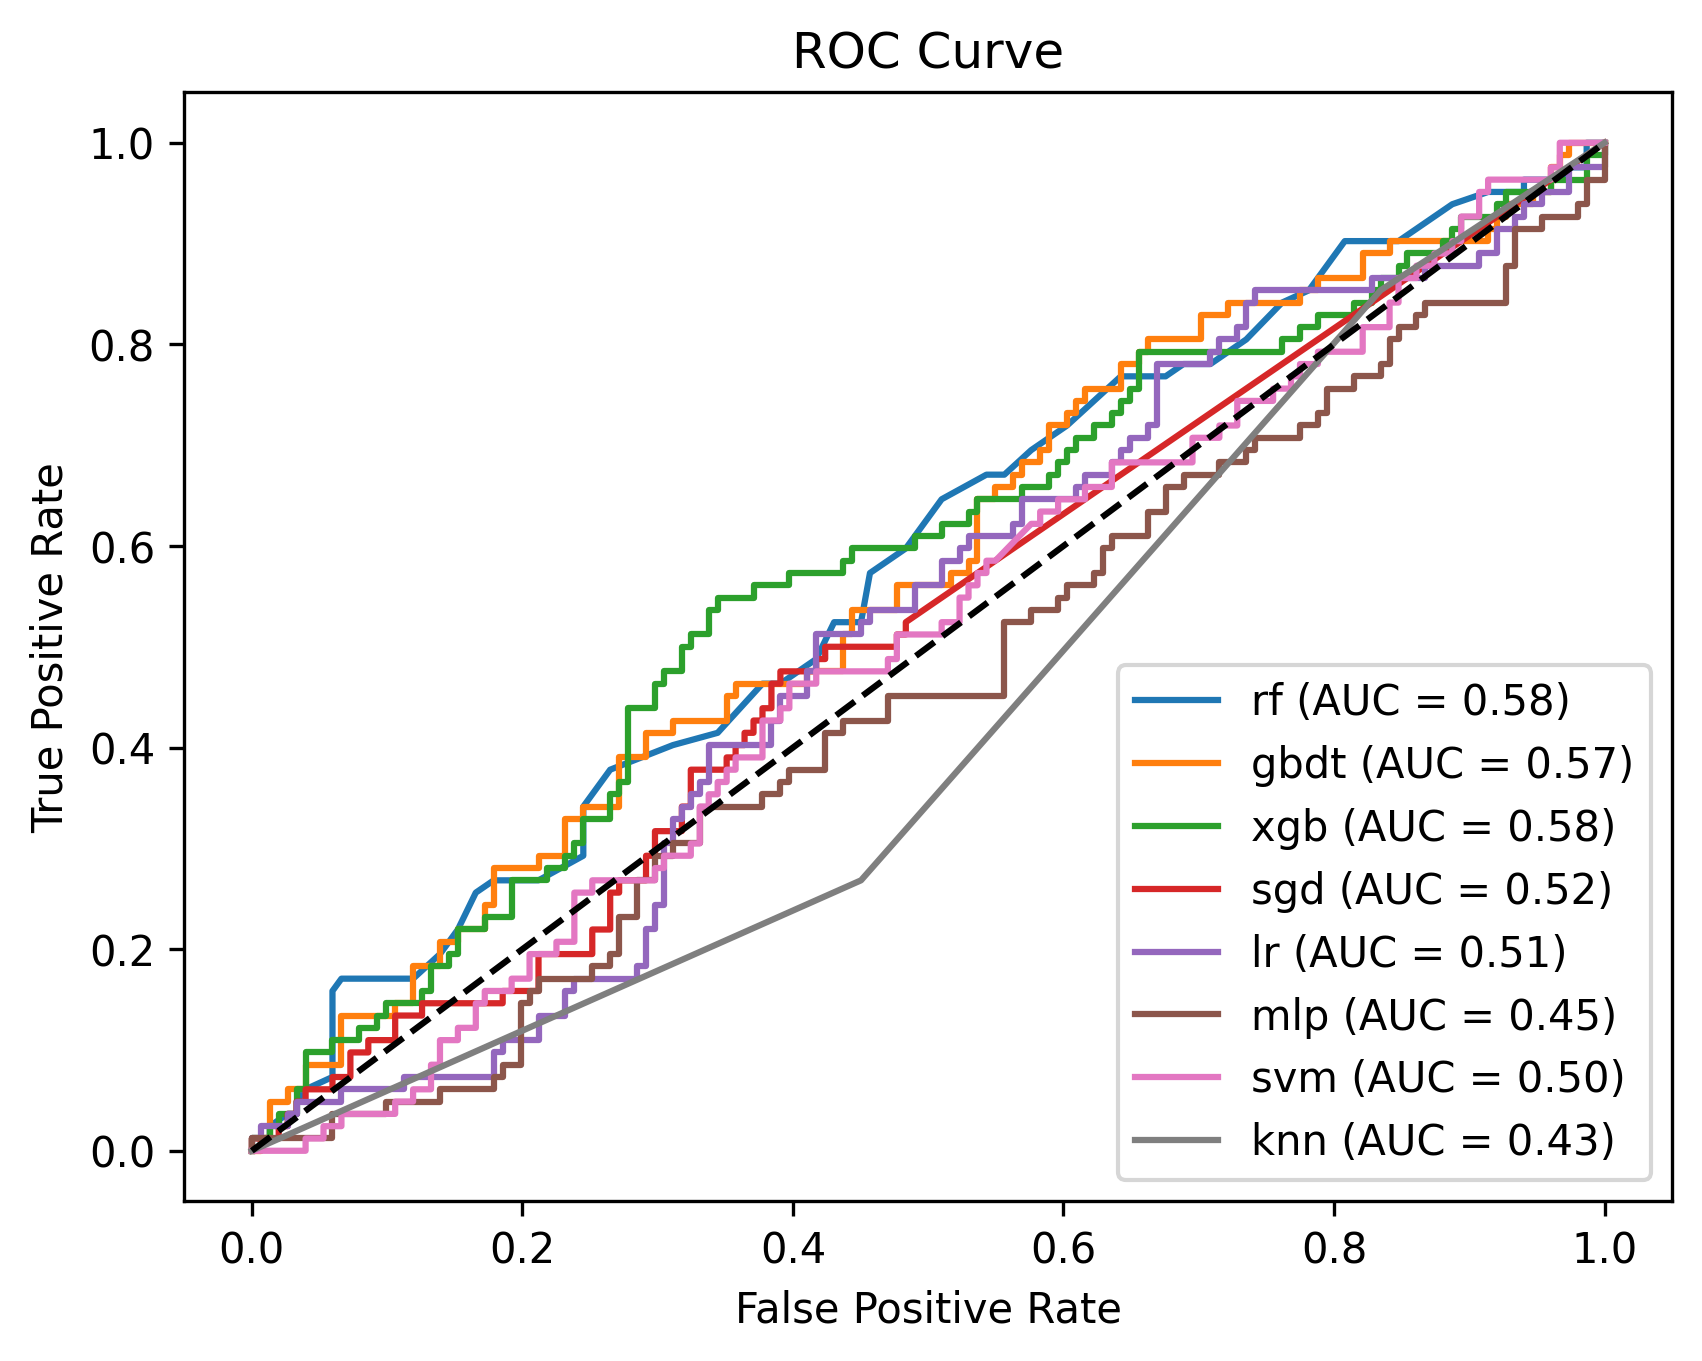 ROC Curve
True Positive Rate
1.0
0.8
0.6
0.4
0.2
0.0
rf (AUC = 0.58)
gbdt (AUC = 0.57)
xgb (AUC = 0.58)
sgd (AUC = 0.52)
lr (AUC = 0.51)
mlp (AUC = 0.45)
svm (AUC = 0.50)
knn (AUC = 0.43)
0.0 0.2 0.4 0.6 0.8 1.0
False Positive Rate